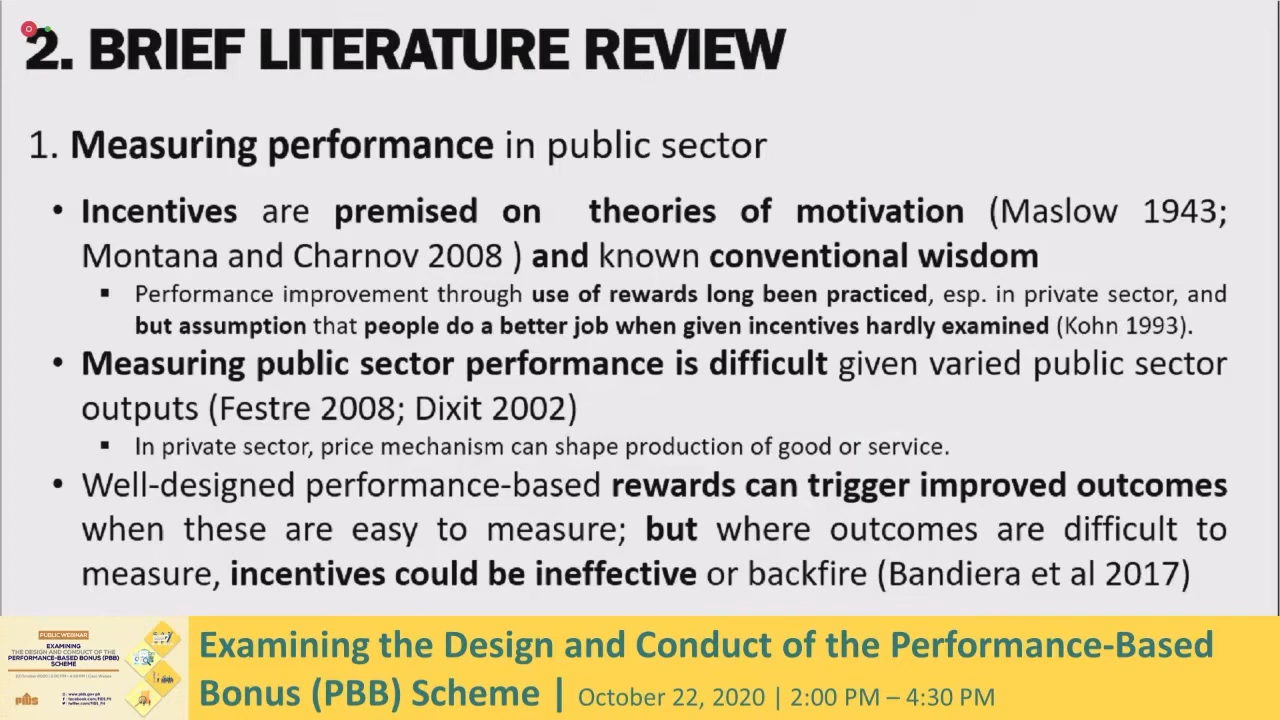 2. BRIEF LITERATURE REVIEW
1. Measuring performance in public sector
• Incentives are premised on theories of motivation (Maslow 1943;
Montana and Charnov 2008 ) and known conventional wisdom
▪ Performance improvement through use of rewards long been practiced, esp. in private sector, and
but assumption that people do a better job when given incentives hardly examined (Kohn 1993).
• Measuring public sector performance is difficult given varied public sector
outputs (Festre 2008; Dixit 2002)
▪ In private sector, price mechanism can shape production of good or service.
• Well-designed performance-based rewards can trigger improved outcomes
when these are easy to measure; but where outcomes are difficult to
measure, incentives could be ineffective or backfire (Bandiera et al 2017)
PUBLIC WEBINAR
EXAMINING
THE DESIGN AND CONDUCT OF THE
PERFORMANCE-BASED BONUS (PBB)
SCHEME
PIDS
Examining the Design and Conduct of the Performance-Based
Bonus (PBB) Scheme | October 22, 2020 | 2:00 PM – 4:30 PM